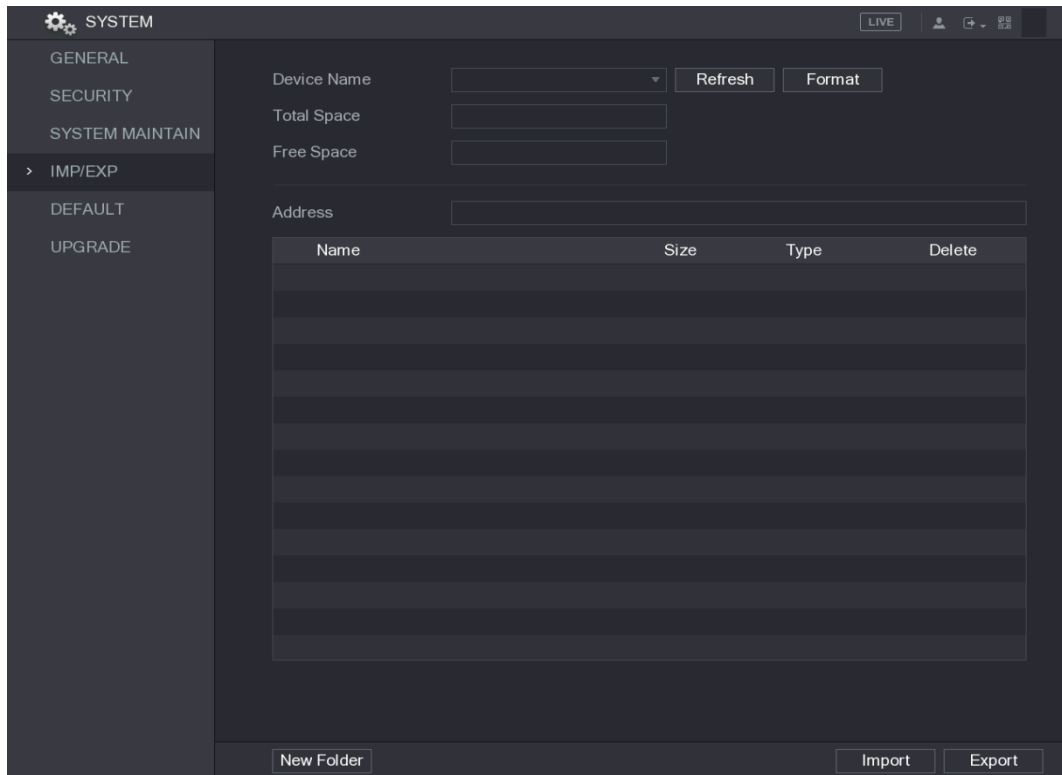 SYSTEM
LIVE
GENERAL
SECURITY
SYSTEM MAINTAIN
IMP/EXP
DEFAULT
UPGRADE
Device Name
Refresh
Format
Total Space
Free Space
Address
Name Size Type Delete
New Folder
Import
Export